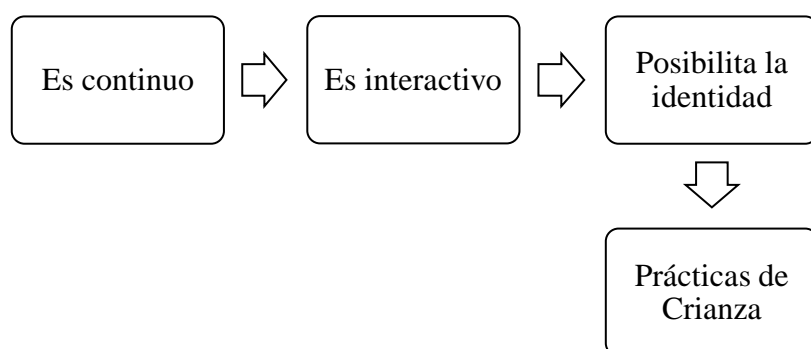 Es continuo
Es interactivo
Posibilita la
identidad
Prácticas de
Crianza